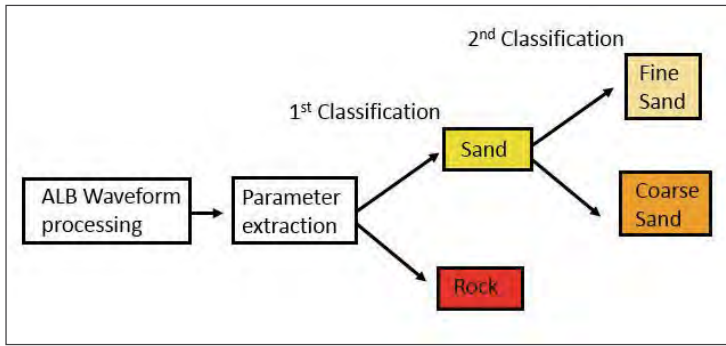 2nd Classification
Fine
Sand
1st Classification
Sand
ALB Waveform
processing
Parameter
extraction
Coarse
Sand
Rock